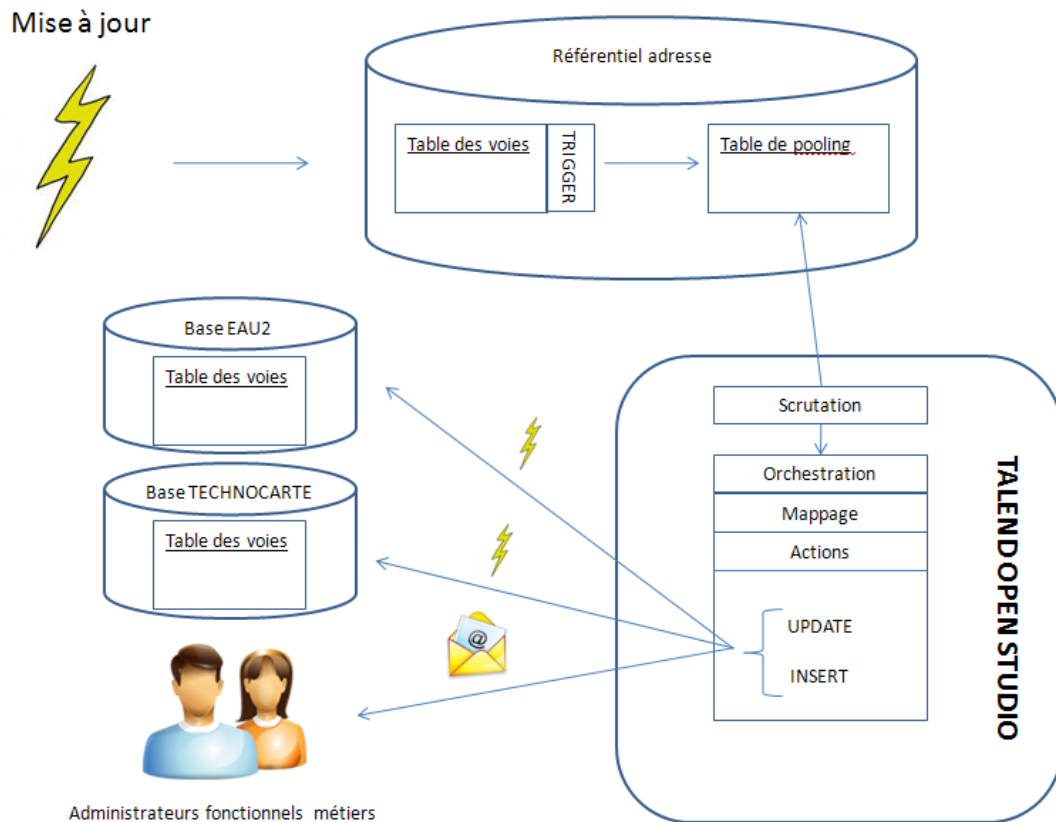 Mise à jour
Référentiel adresse
Table des voies
TRIGGER
Table de pooling
Base EAU2
Table des voies
Base TECHNOCARTE
Table des voies
Scrutation
Orchestration
Mappage
Actions
UPDATE
INSERT
TALEND OPEN STUDIO
@
Administrateurs fonctionnels métiers